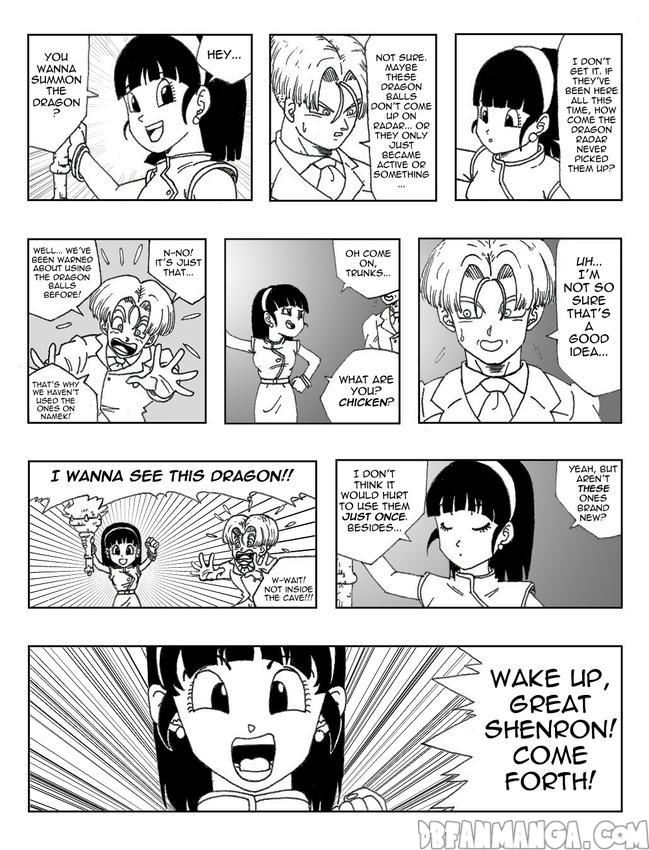 I DON'T
GET IT. IF
THEY'VE
BEEN HERE
ALL THIS
TIME, HOW
COME THE
DRAGON
RADAR
NEVER
PICKED
THEM UP?
NOT SURE.
MAYBE
THESE
DRAGON
BALLS
DON'T COME
UP ON
RADAR... OR
THEY ONLY
JUST
BECAME
ACTIVE OR
SOMETHING
...
HEY...
YOU
WANNA
SUMMON
THE
DRAGON
?
UH...
I'M
NOT SO
SURE
THAT'S
A
GOOD
IDEA...
OH COME
ON,
TRUNKS...
WHAT ARE
YOU?
CHICKEN?
N-NO!
IT'S JUST
THAT...
WELL... WE'VE
BEEN WARNED
ABOUT USING
THE DRAGON
BALLS
BEFORE!
THAT'S WHY
WE HAVEN'T
USED THE
ONES ON
NAMEK!
YEAH, BUT
AREN'T
THESE
ONES
BRAND
NEW?
I DON'T
THINK IT
WOULD HURT
TO USE THEM
JUST ONCE.
BESIDES...
I WANNA SEE THIS DRAGON!!
W-WAIT!
NOT INSIDE
THE CAVE!!!
WAKE UP,
GREAT
SHENRON!
COME
FORTH!
DBFANMANGA.COM